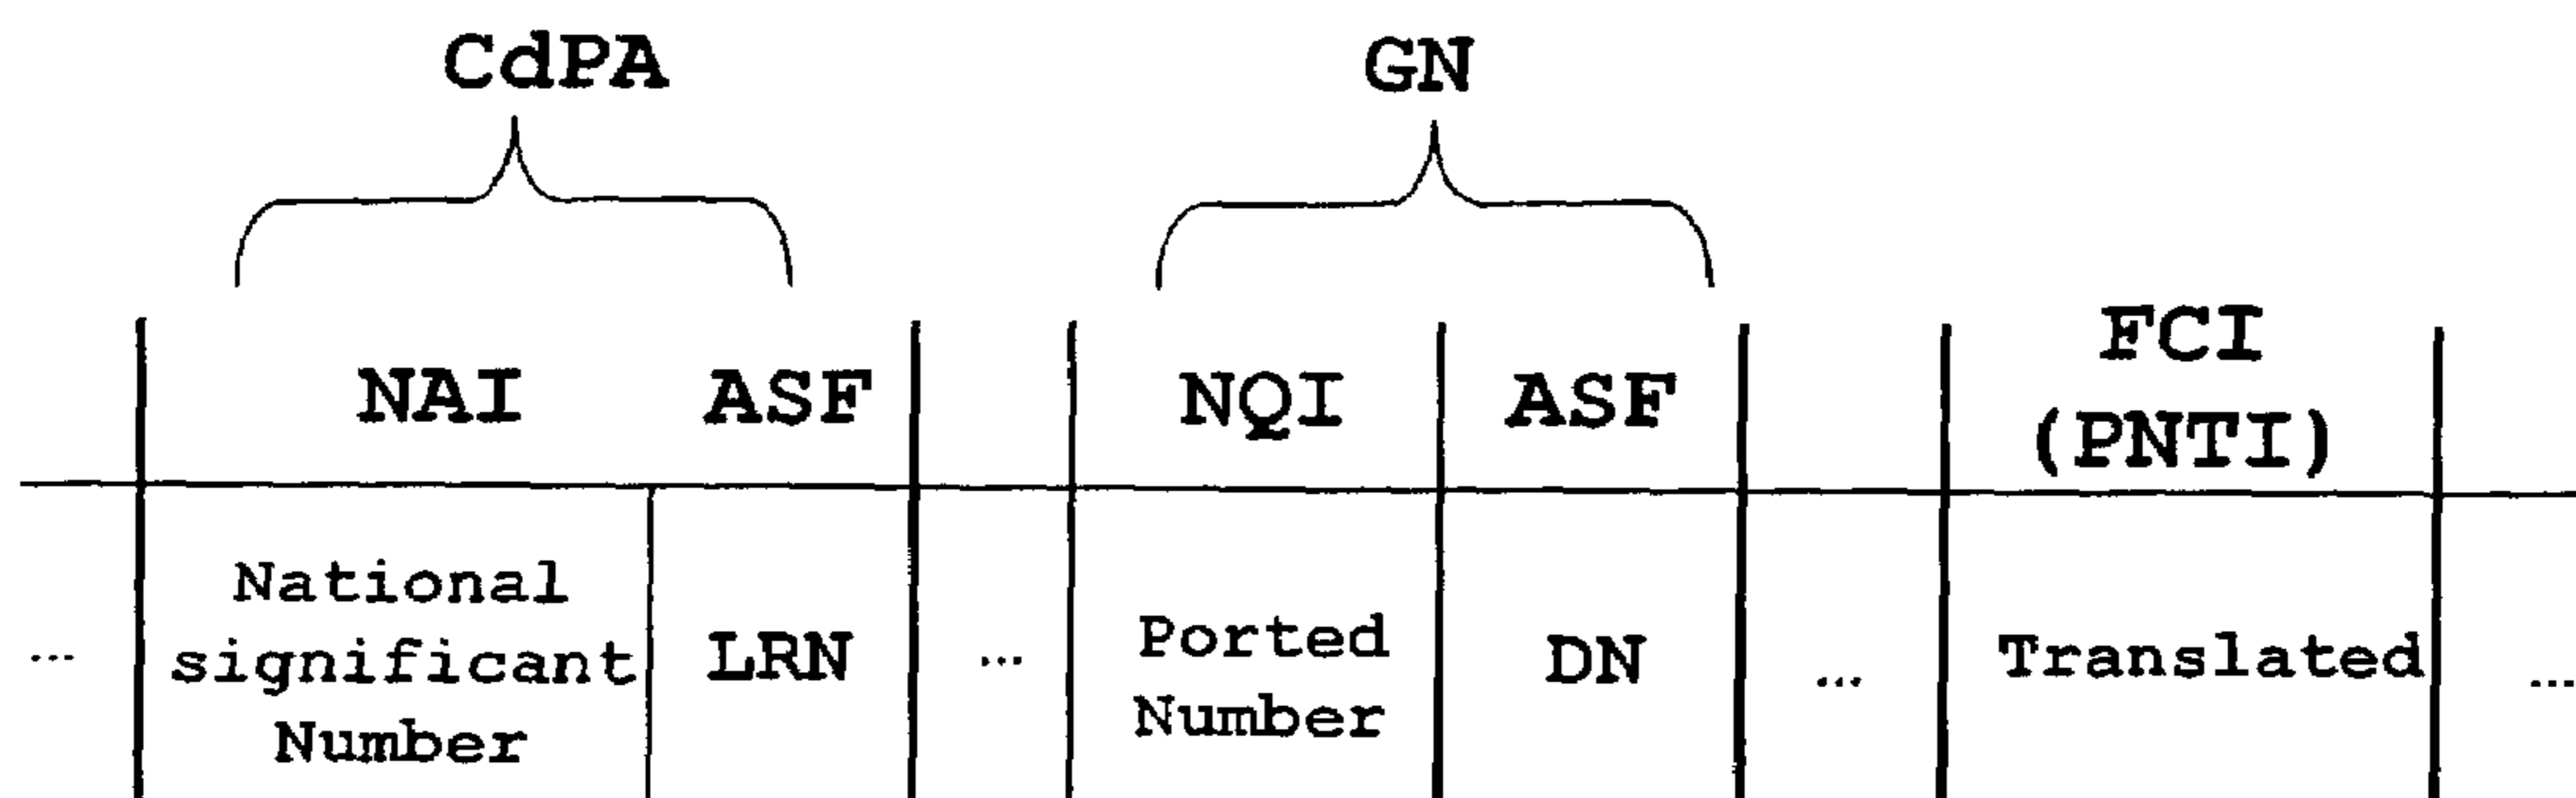 CdPA GN
NAI ASF NQI ASF FCI
(PNTI)
... National
significant
Number LRN ... Ported
Number DN ... Translated ...